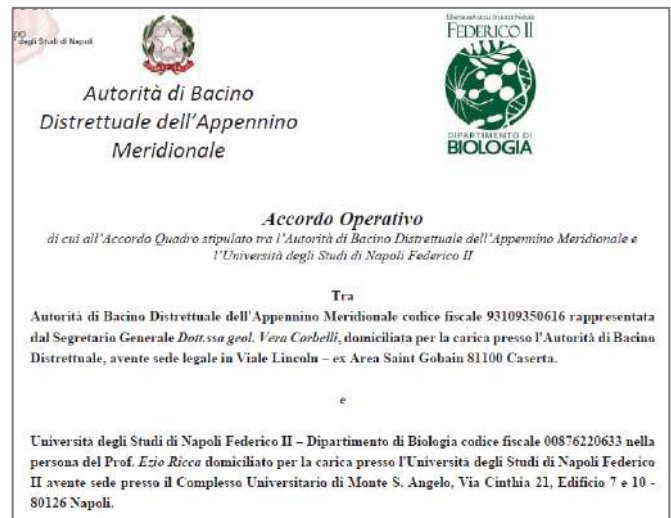 degli Studi di Napoli
FEDERICO II
DIPARTIMENTO DI
BIOLOGIA
Autorità di Bacino
Distrettuale dell'Appennino
Meridionale
Accordo Operativo
di cui all'Accordo Quadro stipulato tra l'Autorità di Bacino Distrettuale dell'Appennino Meridionale e
l'Università degli Studi di Napoli Federico II
Tra
Autorità di Bacino Distrettuale dell'Appennino Meridionale codice fiscale 93109350616 rappresentata
dal Segretario Generale Dott.ssa geol. Vera Corbelli, domiciliata per la carica presso l'Autorità di Bacino
Distrettuale, avente sede legale in Viale Lincoln – ex Area Saint Gobain 81100 Caserta.
e
Università degli Studi di Napoli Federico II – Dipartimento di Biologia codice fiscale 00876220633 nella
persona del Prof. Ezio Ricca domiciliato per la carica presso l'Università degli Studi di Napoli Federico
II avente sede presso il Complesso Universitario di Monte S. Angelo, Via Cinthia 21, Edificio 7 e 10 -
80126 Napoli.